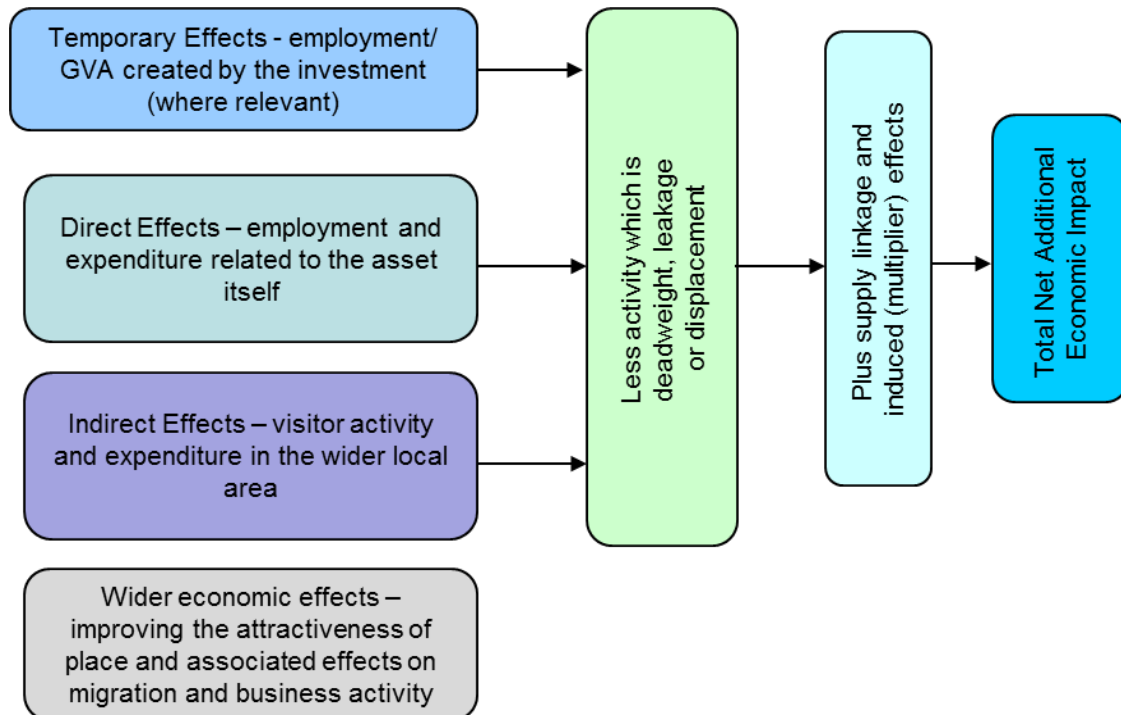 Temporary Effects - employment/
GVA created by the investment
(where relevant)
Direct Effects – employment and
expenditure related to the asset
itself
Indirect Effects – visitor activity
and expenditure in the wider local
area
Wider economic effects –
improving the attractiveness of
place and associated effects on
migration and business activity
Less activity which is
deadweight, leakage
or displacement
Plus supply linkage and
induced (multiplier) effects
Total Net Additional
Economic Impact